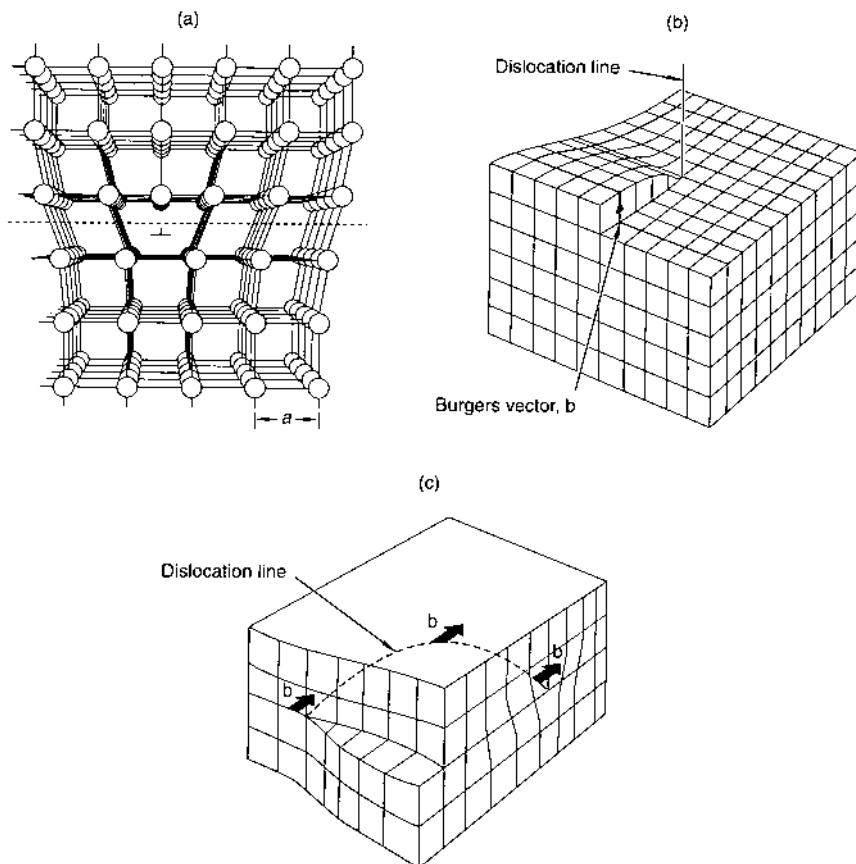 (a)
(b)
Dislocation line
Burgers vector, b
a
(c)
Dislocation line
b
b
b